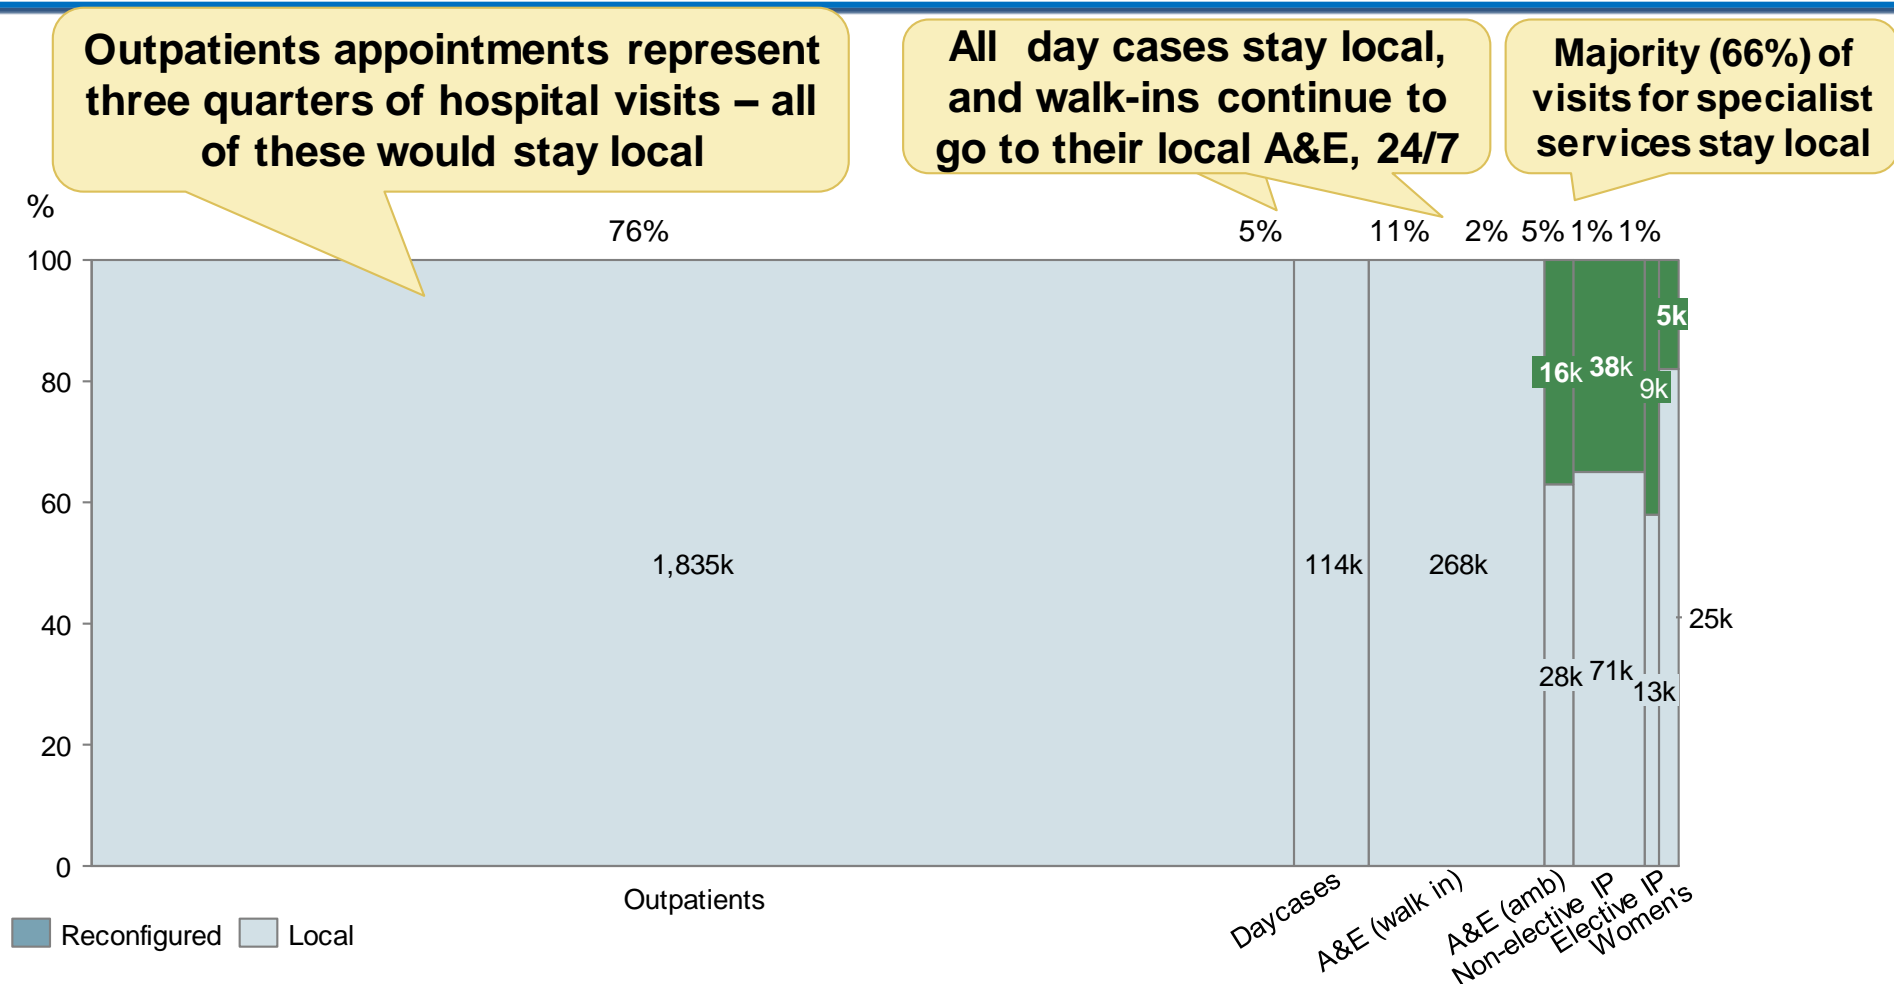 Outpatients appointments represent
three quarters of hospital visits – all
of these would stay local
All day cases stay local,
and walk-ins continue to
go to their local A&E, 24/7
Majority (66%) of
visits for specialist
services stay local
%
76% 5% 11% 2% 5% 1% 1%
100
80
60
40
20
0
5k
16k 38k
9k
1,835k 114k 268k
25k
28k 71k
13k
Outpatients
Daycases
A&E (walk in)
A&E (amb)
Non-elective IP
Elective IP
Women's
Reconfigured Local